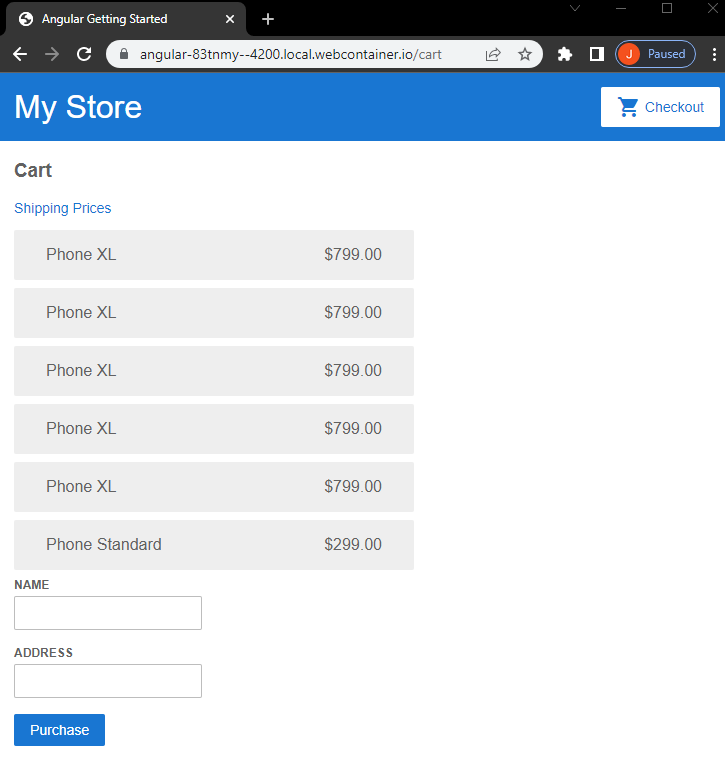 Angular Getting Started
angular-83tnmy--4200.local.webcontainer.io/cart
J Paused
My Store
Checkout
Cart
Shipping Prices
Phone XL $799.00
Phone XL $799.00
Phone XL $799.00
Phone XL $799.00
Phone XL $799.00
Phone Standard $299.00
NAME
ADDRESS
Purchase